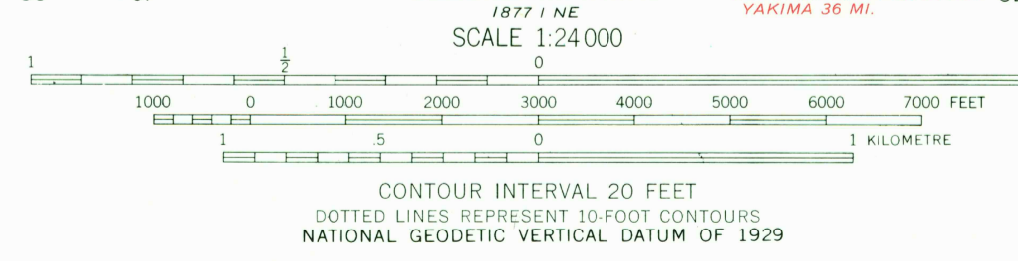 1877 I NE
YAKIMA 36 MI.
SCALE 1:24 000
1 1/2 0
1000 0 1000 2000 3000 4000 5000 6000 7000 FEET
1 .5 0 1 KILOMETRE
CONTOUR INTERVAL 20 FEET
DOTTED LINES REPRESENT 10-FOOT CONTOURS
NATIONAL GEODETIC VERTICAL DATUM OF 1929